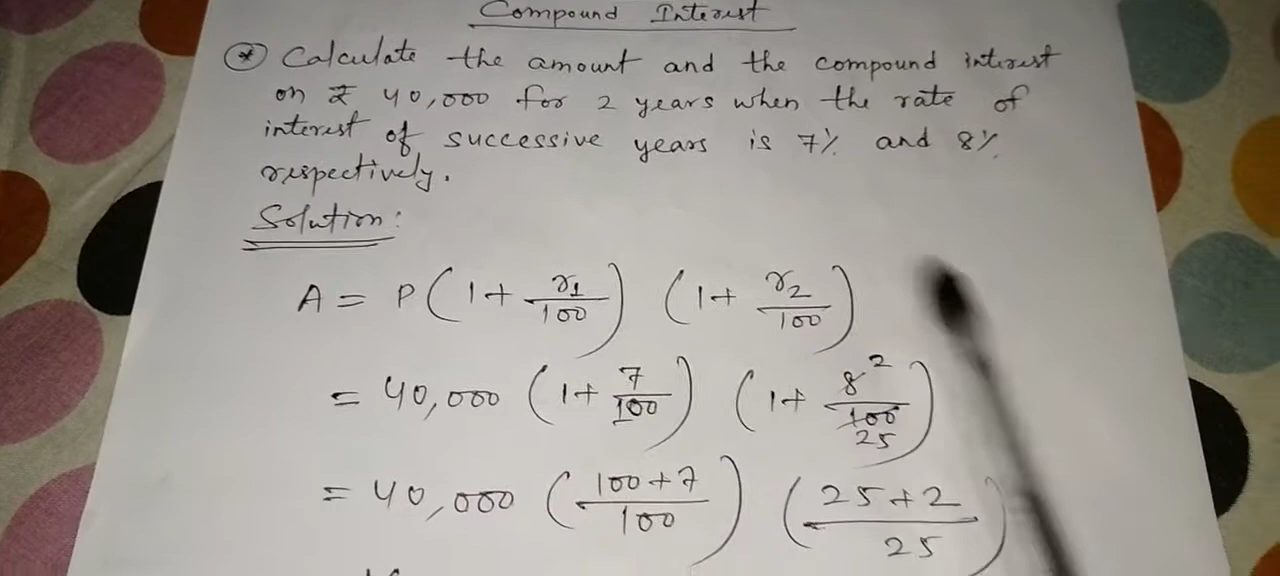 Compound Interest
* Calculate the amount and the compound interest
on ₹ 40,000 for 2 years when the rate of
interest of successive years is 7% and 8%
respectively.
Solution:
A = P(1 + r1/100) (1 + r2/100)
= 40,000 (1 + 7/100) (1 + 8 2/100 25)
= 40,000 (100+7/100) (25+2/25)